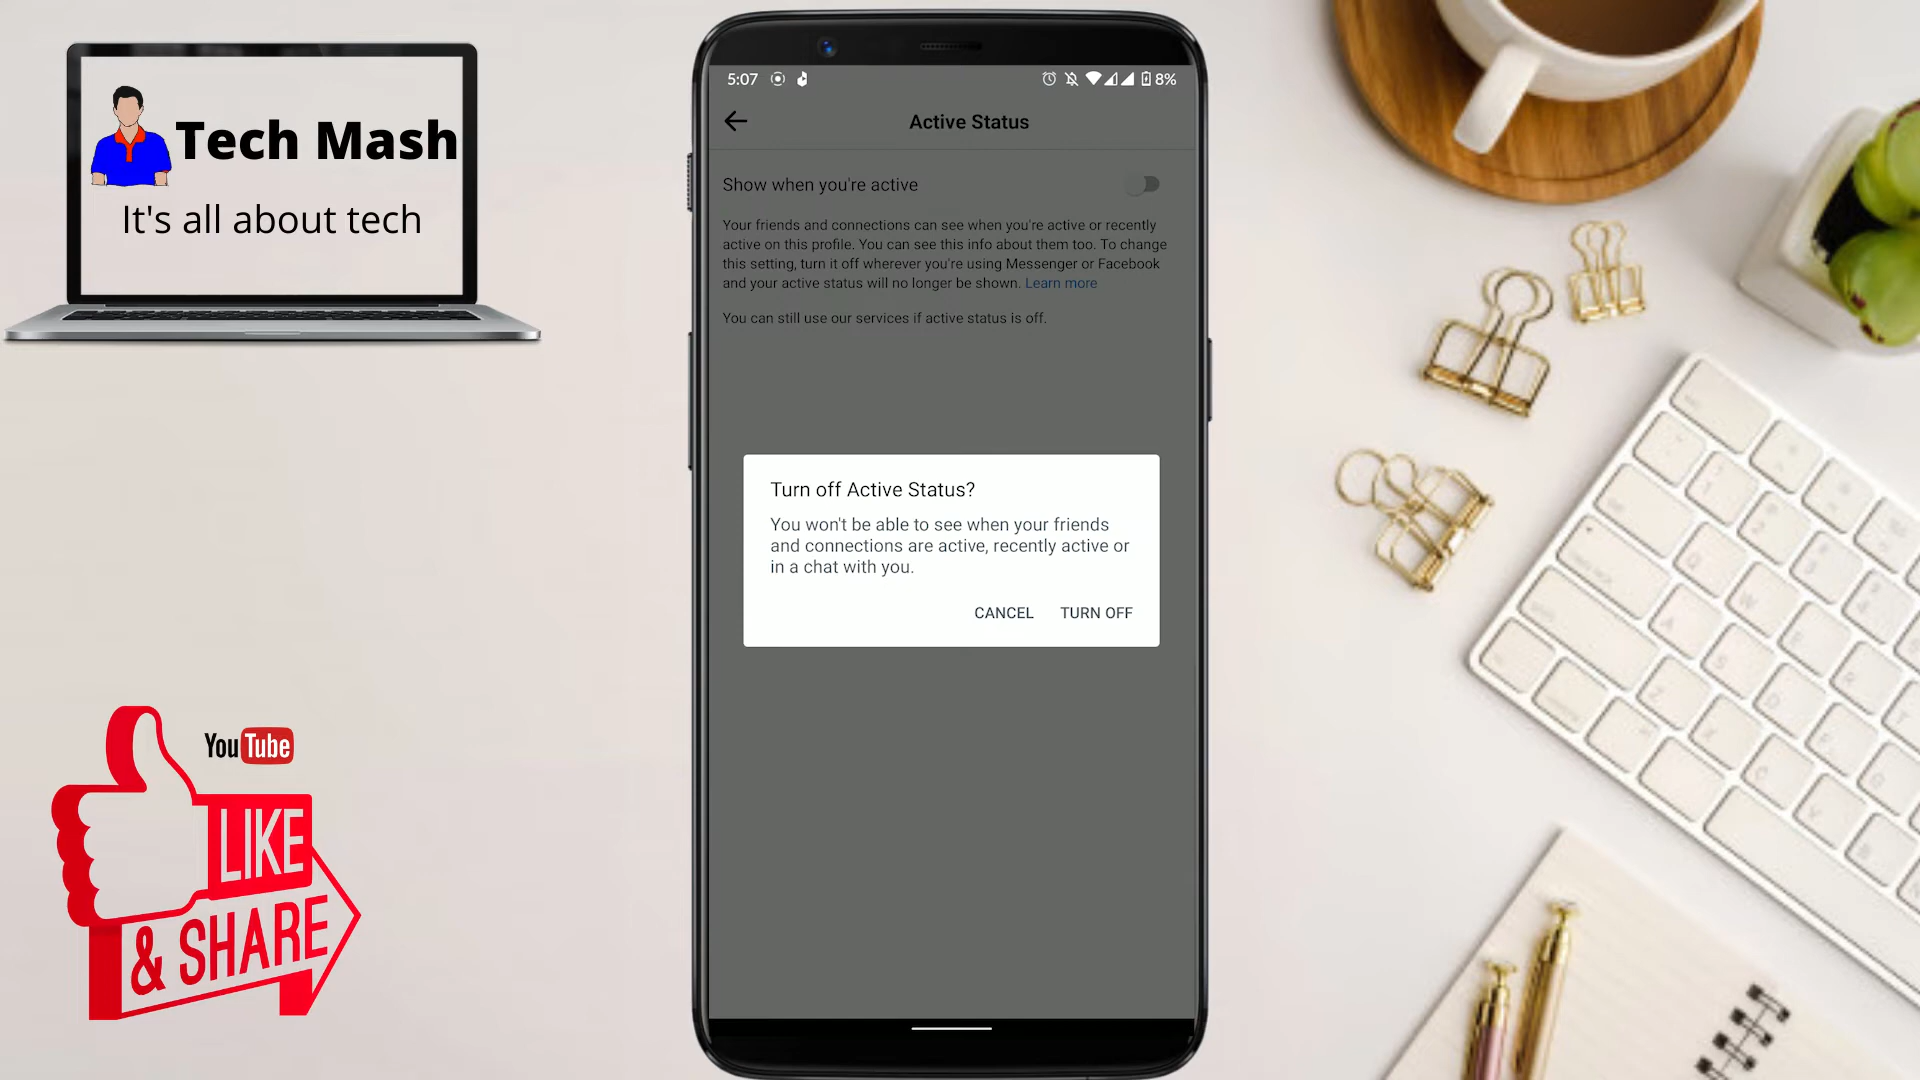 Tech Mash
It's all about tech
YouTube
LIKE
& SHARE
5:07
8%
Active Status
Show when you're active
Your friends and connections can see when you're active or recently
active on this profile. You can see this info about them too. To change
this setting, turn it off wherever you're using Messenger or Facebook
and your active status will no longer be shown. Learn more
You can still use our services if active status is off.
Turn off Active Status?
You won't be able to see when your friends
and connections are active, recently active or
in a chat with you.
CANCEL TURN OFF